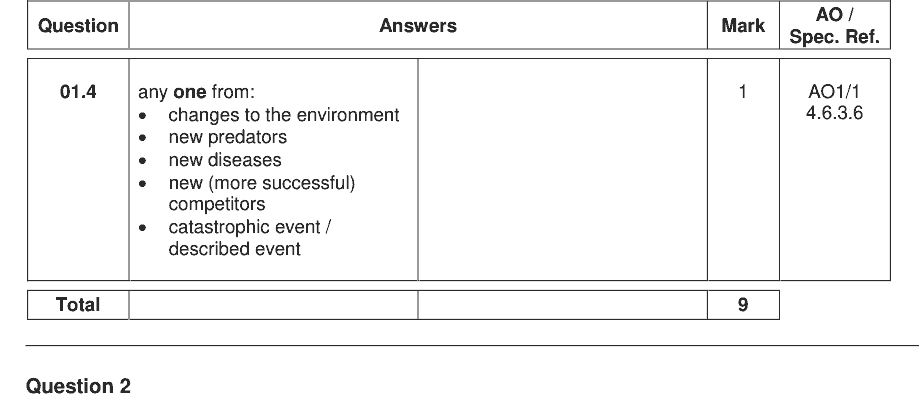 Question Answers Mark AO /
Spec. Ref.
01.4 any one from: 1 AO1/1
• changes to the environment 4.6.3.6
• new predators
• new diseases
• new (more successful)
competitors
• catastrophic event /
described event
Total 9
Question 2